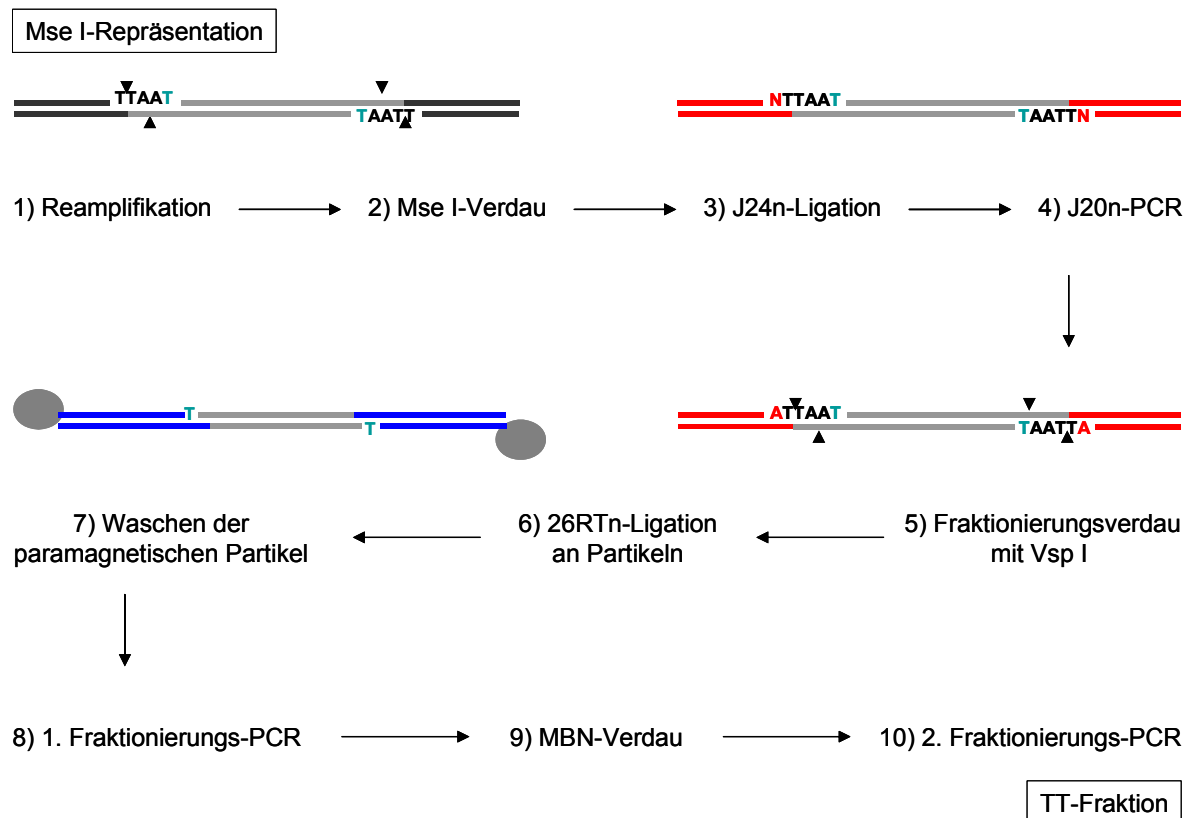 Mse I-Repräsentation
TTAAT
TAATT
NTTAAT
TAATTN
1) Reamplifikation
2) Mse I-Verdau
3) J24n-Ligation
4) J20n-PCR
T
T
ATTAAT
TAATTA
7) Waschen der
paramagnetischen Partikel
6) 26RTn-Ligation
an Partikeln
5) Fraktionierungsverdau
mit Vsp I
8) 1. Fraktionierungs-PCR
9) MBN-Verdau
10) 2. Fraktionierungs-PCR
TT-Fraktion